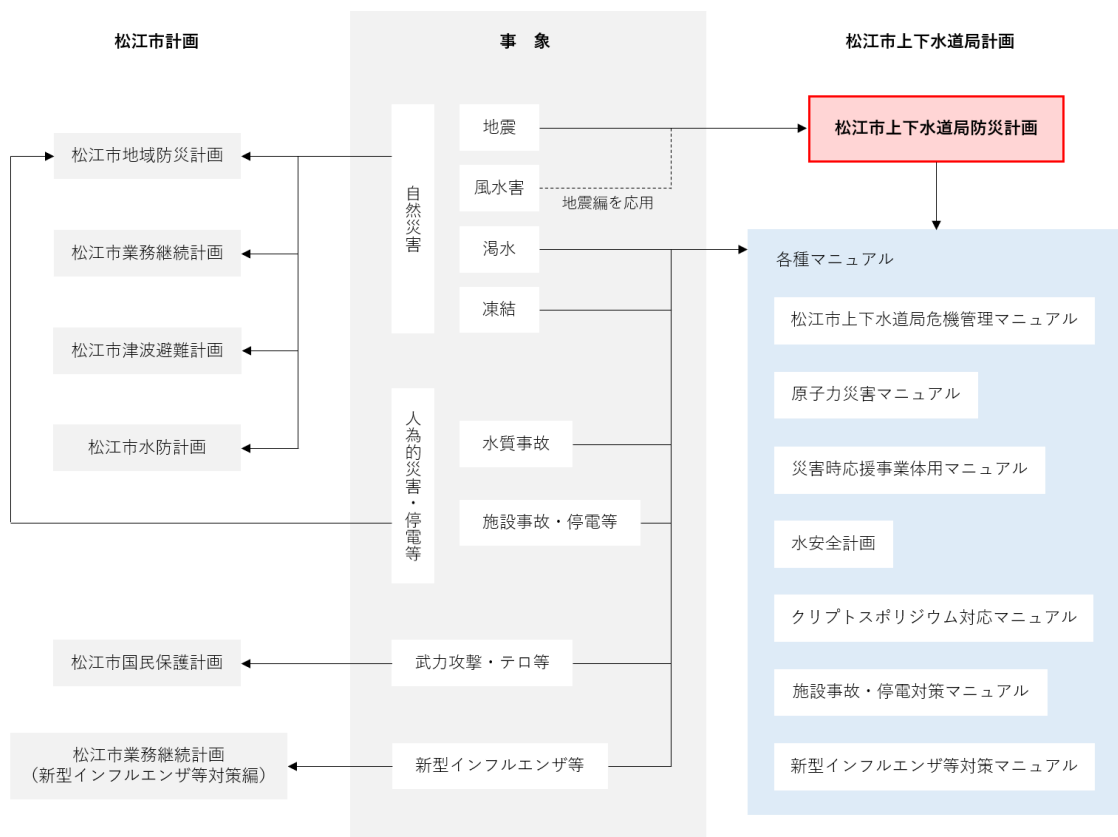 松江市計画
事　象
松江市上下水道局計画
松江市地域防災計画
松江市業務継続計画
松江市津波避難計画
松江市水防計画
松江市国民保護計画
松江市業務継続計画
（新型インフルエンザ等対策編）
自然災害
地震
風水害
地震編を応用
渇水
凍結
人為的災害・停電等
水質事故
施設事故・停電等
武力攻撃・テロ等
新型インフルエンザ等
松江市上下水道局防災計画
各種マニュアル
松江市上下水道局危機管理マニュアル
原子力災害マニュアル
災害時応援事業体用マニュアル
水安全計画
クリプトスポリジウム対応マニュアル
施設事故・停電対策マニュアル
新型インフルエンザ等対策マニュアル